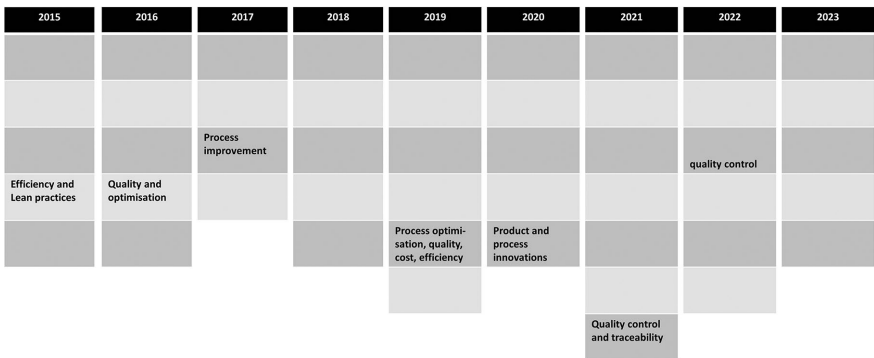 2015 2016 2017 2018 2019 2020 2021 2022 2023
Process
improvement
quality control
Efficiency and
Lean practices
Quality and
optimisation
Process optimi-
sation, quality,
cost, efficiency
Product and
process
innovations
Quality control
and traceability